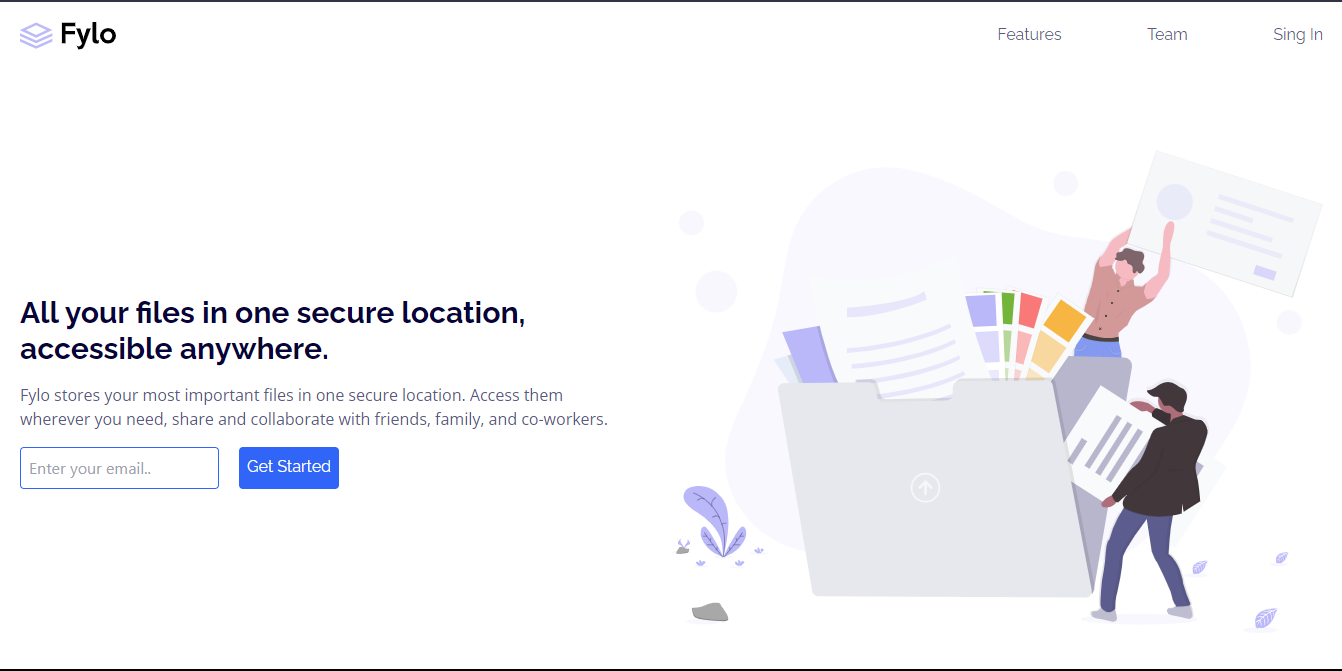 Fylo
Features
Team
Sing In
All your files in one secure location,
accessible anywhere.
Fylo stores your most important files in one secure location. Access them
wherever you need, share and collaborate with friends, family, and co-workers.
Enter your email..
Get Started